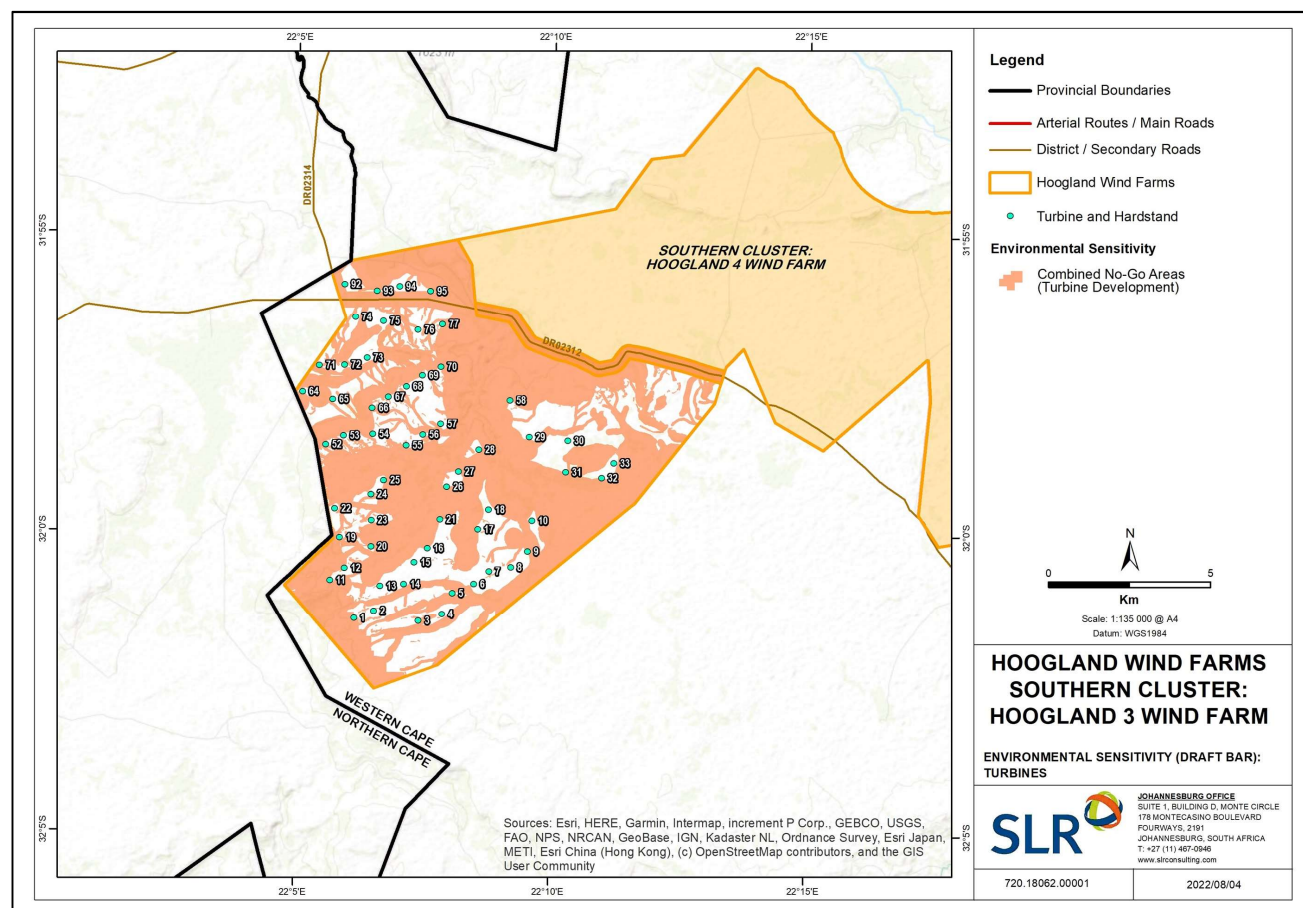 22°5'E
22°10'E
22°15'E
1623 m
DR02314
31°55'S
31°55'S
SOUTHERN CLUSTER:
HOOGLAND 4 WIND FARM
92
93
94
95
74
75
76
77
DR02312
71
72
73
70
69
68
64
65
67
66
58
57
53
54
56
52
55
29
30
28
33
27
31
32
25
26
24
22
18
23
21
10
17
32°0'S
32°0'S
19
20
16
9
12
15
8
7
11
13
14
6
5
2
1
3
4
WESTERN CAPE
NORTHERN CAPE
32°5'S
32°5'S
Sources: Esri, HERE, Garmin, Intermap, increment P Corp., GEBCO, USGS,
FAO, NPS, NRCAN, GeoBase, IGN, Kadaster NL, Ordnance Survey, Esri Japan,
METI, Esri China (Hong Kong), (c) OpenStreetMap contributors, and the GIS
User Community
22°5'E
22°10'E
22°15'E
Legend
Provincial Boundaries
Arterial Routes / Main Roads
District / Secondary Roads
Hoogland Wind Farms
Turbine and Hardstand
Environmental Sensitivity
Combined No-Go Areas
(Turbine Development)
N
0
5
Km
Scale: 1:135 000 @ A4
Datum: WGS1984
HOOGLAND WIND FARMS
SOUTHERN CLUSTER:
HOOGLAND 3 WIND FARM
ENVIRONMENTAL SENSITIVITY (DRAFT BAR):
TURBINES
SLR
JOHANNESBURG OFFICE
SUITE 1, BUILDING D, MONTE CIRCLE
178 MONTECASINO BOULEVARD
FOURWAYS, 2191
JOHANNESBURG, SOUTH AFRICA
T: +27 (11) 467-0946
www.slrconsulting.com
720.18062.00001
2022/08/04